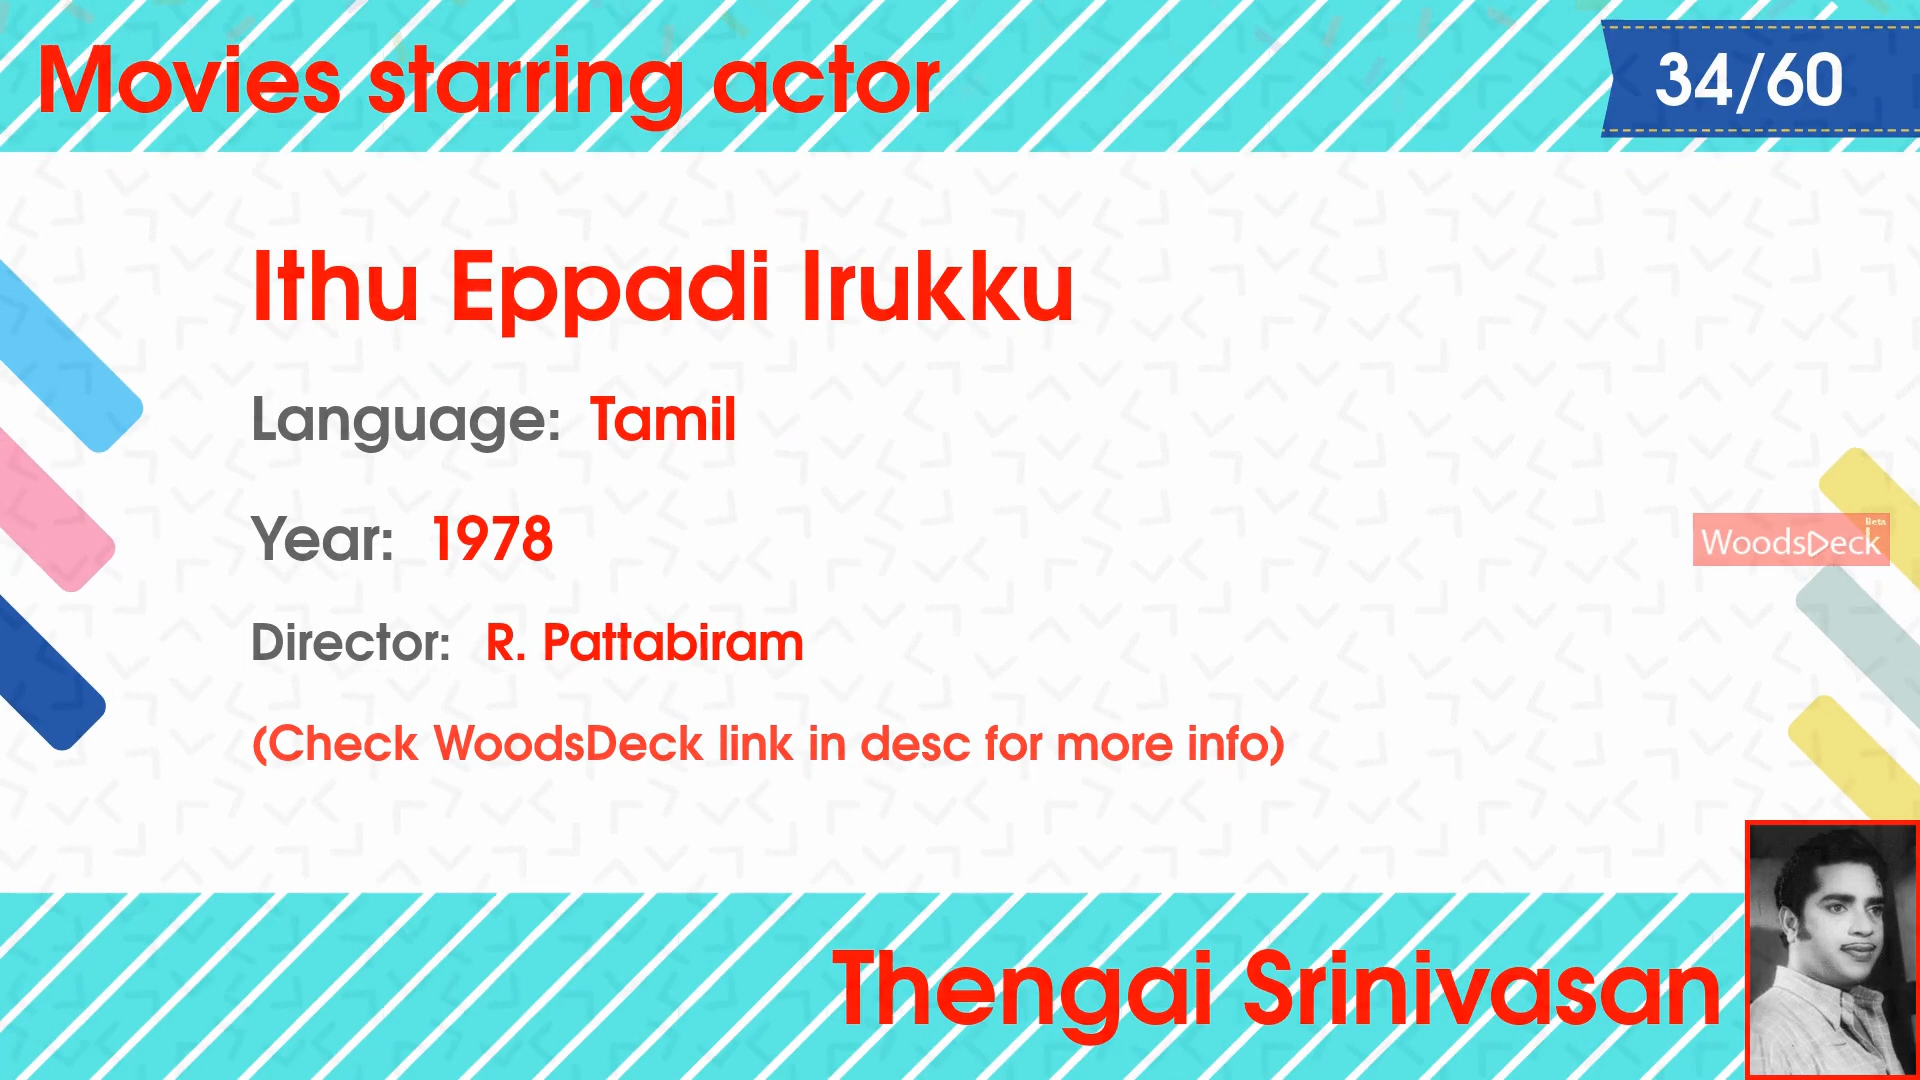 Movies starring actor
34/60
Ithu Eppadi Irukku
Language: Tamil
Year: 1978
Director: R. Pattabiram
(Check WoodsDeck link in desc for more info)
WoodsDeck
Beta
Thengai Srinivasan